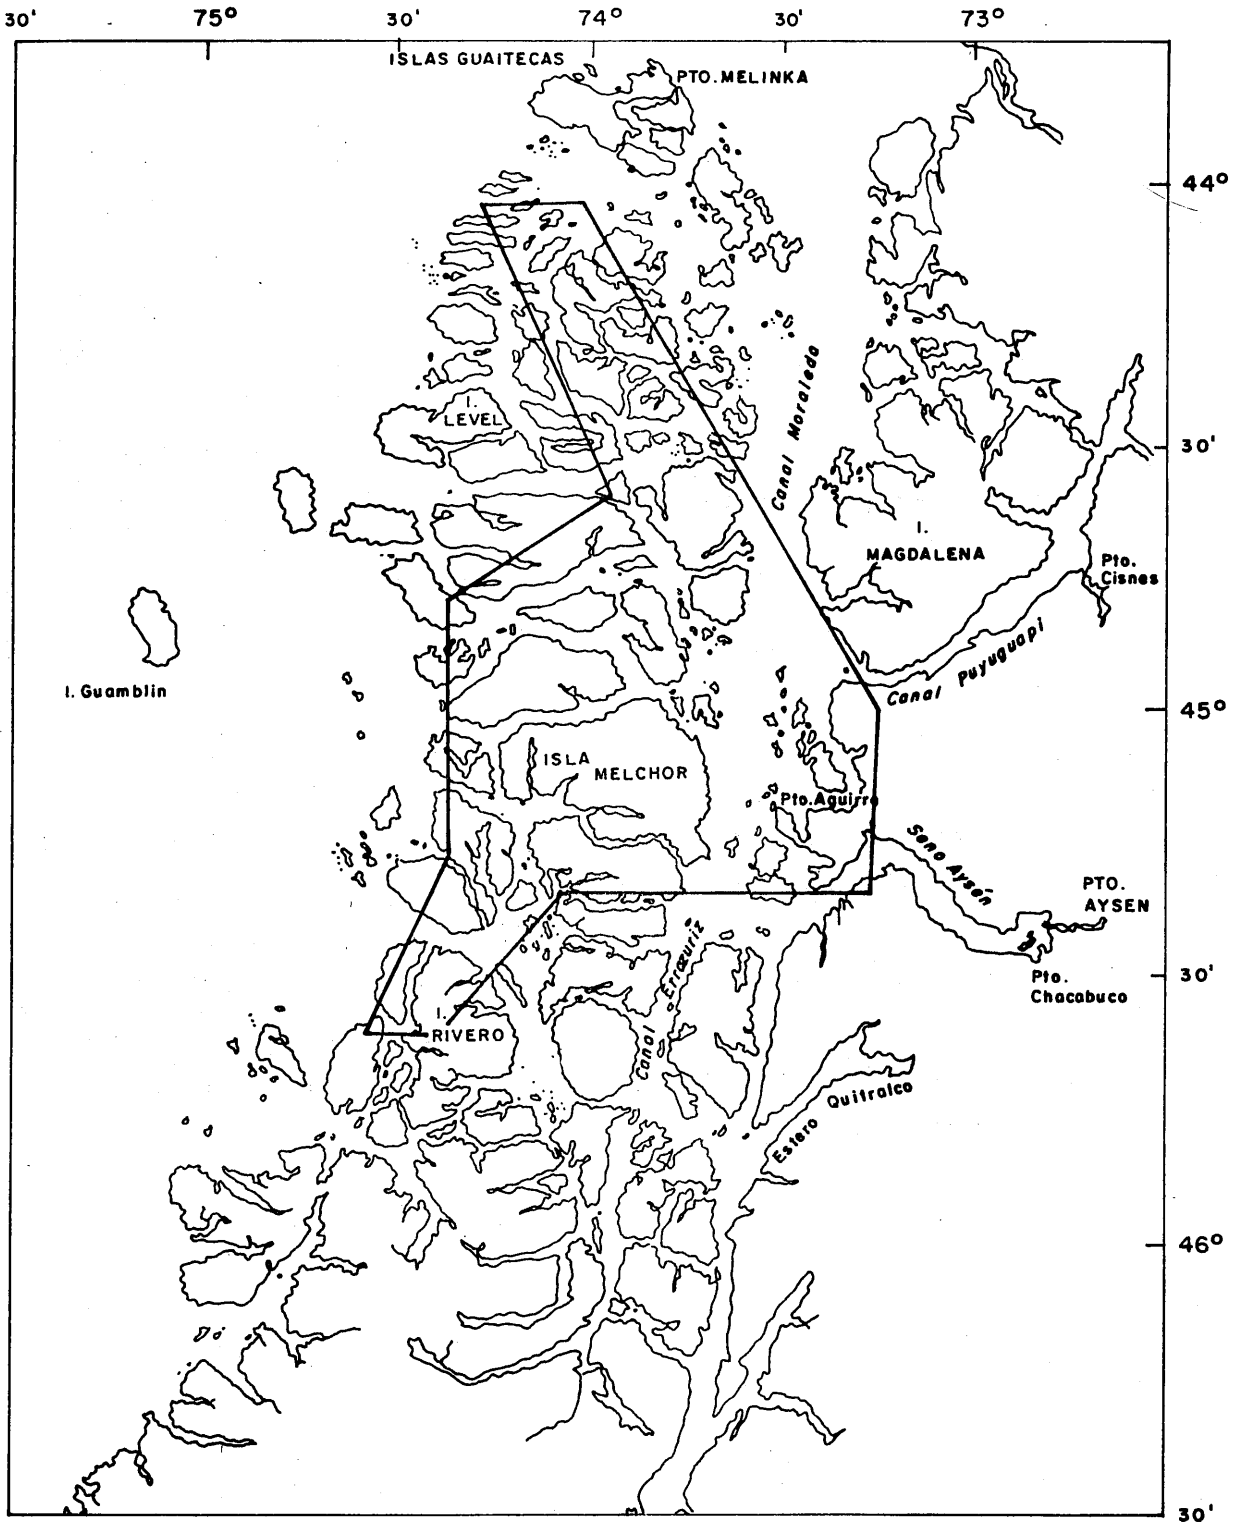 30' 75° 30' 74° 30' 73°
ISLAS GUAITECAS
PTO. MELINKA
44°
Canal Moraleda
I.
LEVEL
30'
I.
MAGDALENA
Pto.
Cisnes
Canal Puyuguapi
I. Guamblin
45°
ISLA
MELCHOR
Pto. Aguirre
Seno Aysén
PTO.
AYSEN
Canal Errazuriz
30'
Pto.
Chacabuco
I.
RIVERO
Estero Quitralco
46°
30'